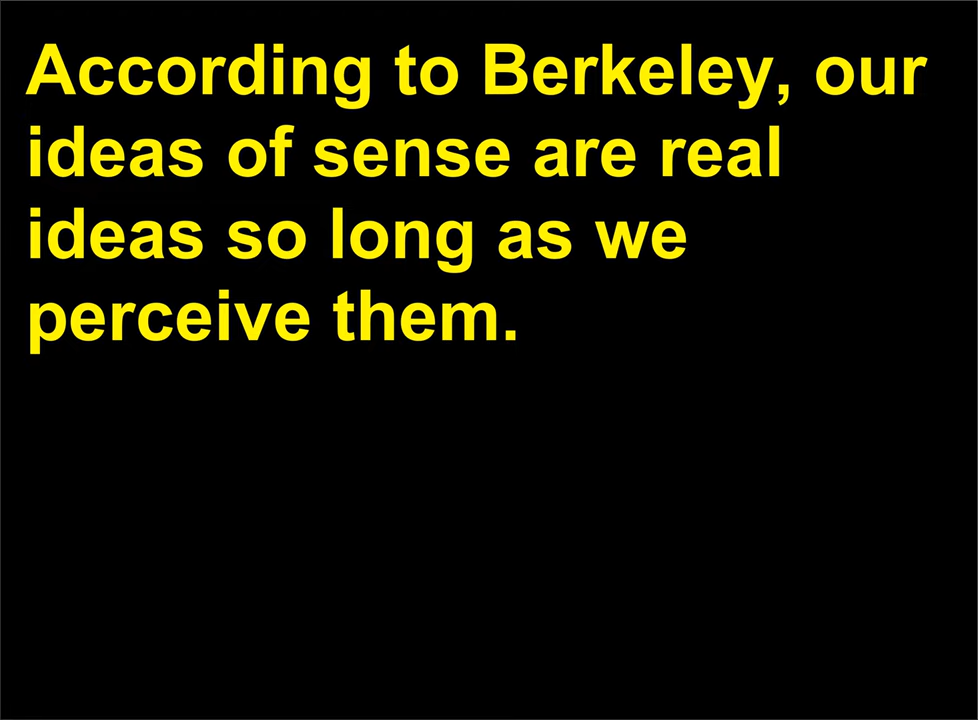 According to Berkeley, our
ideas of sense are real
ideas so long as we
perceive them.